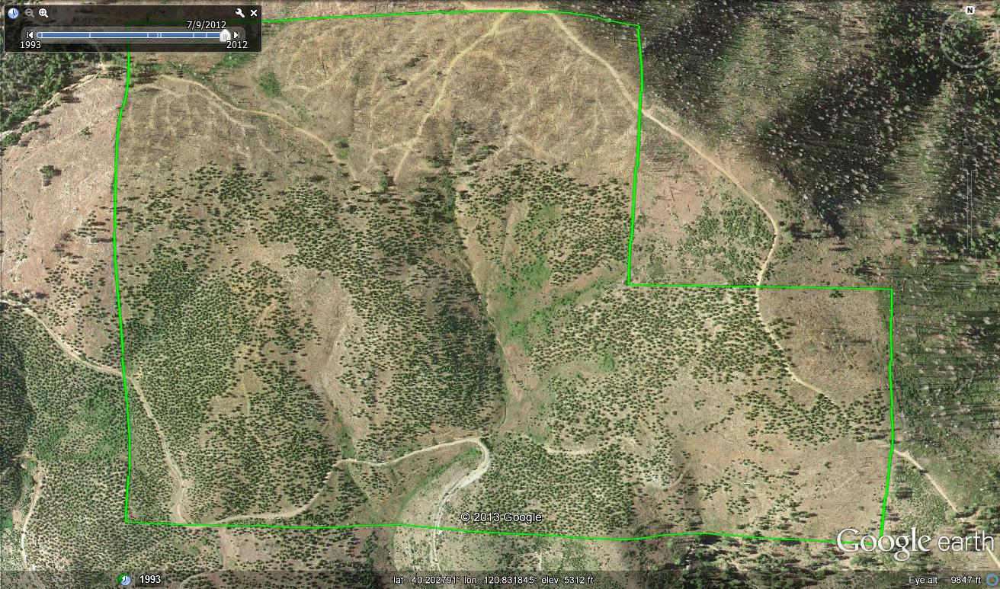 7/9/2012
1993
2012
N
© 2013 Google
Google earth
1993
lat 40.202791° lon -120.831845° elev 5312 ft
Eye alt 9847 ft